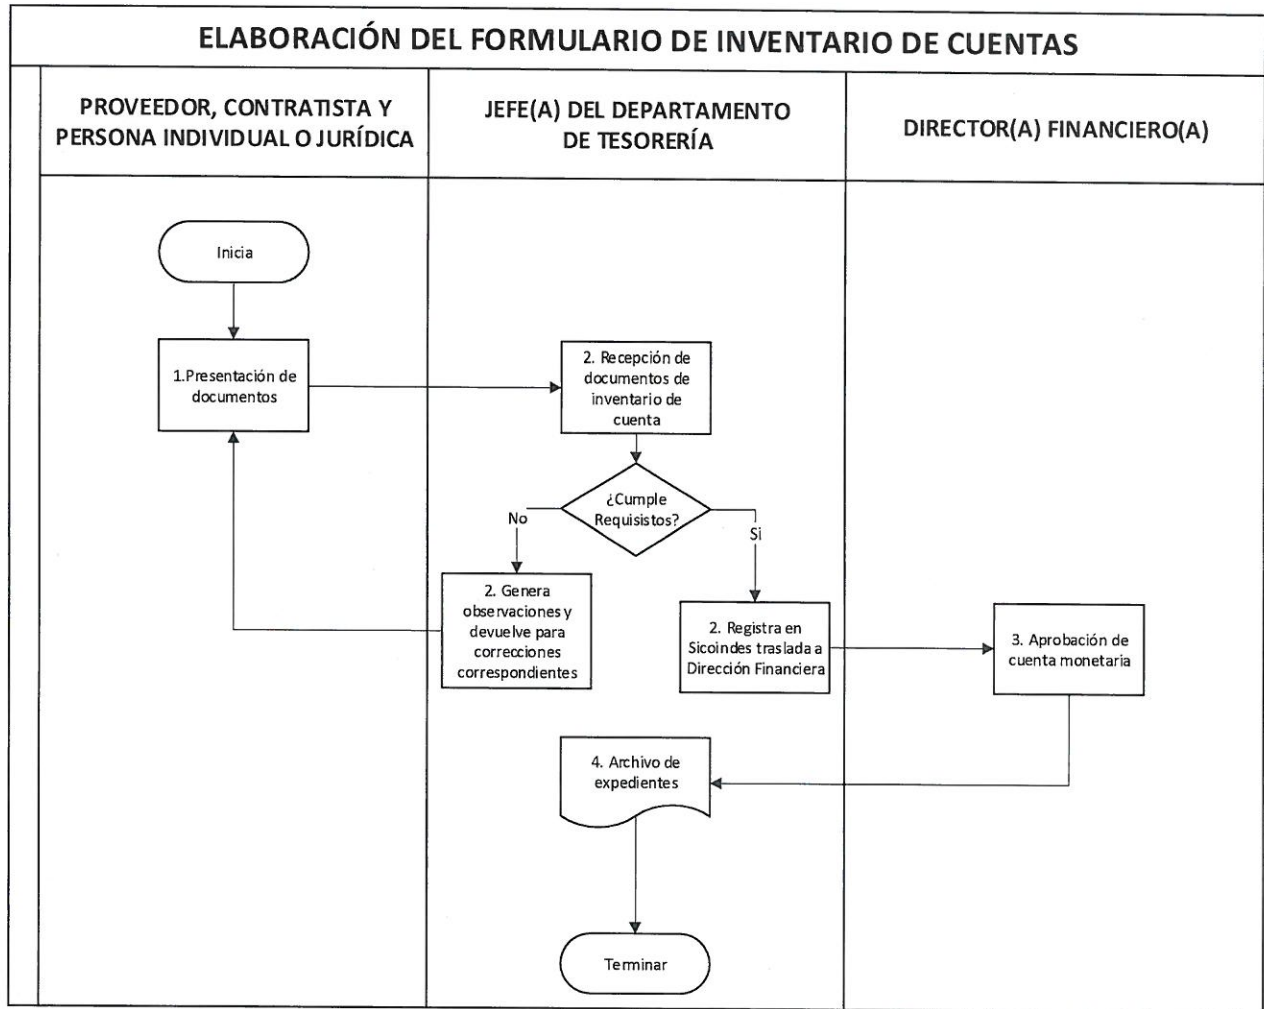 ELABORACIÓN DEL FORMULARIO DE INVENTARIO DE CUENTAS
PROVEEDOR, CONTRATISTA Y
PERSONA INDIVIDUAL O JURÍDICA
JEFE(A) DEL DEPARTAMENTO
DE TESORERÍA
DIRECTOR(A) FINANCIERO(A)
Inicia
1.Presentación de
documentos
2. Recepción de
documentos de
inventario de
cuenta
¿Cumple
Requisistos?
No
Si
2. Genera
observaciones y
devuelve para
correcciones
correspondientes
2. Registra en
Sicoindes traslada a
Dirección Financiera
3. Aprobación de
cuenta monetaria
4. Archivo de
expedientes
Terminar